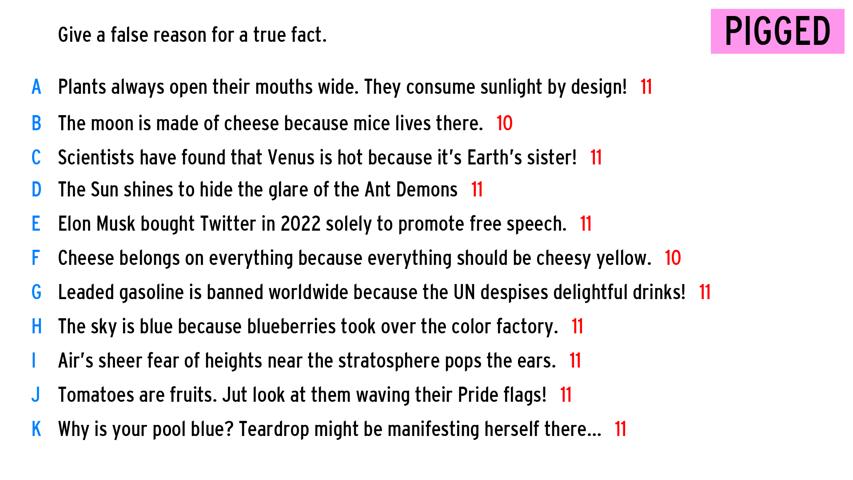 Give a false reason for a true fact.
PIGGED
A Plants always open their mouths wide. They consume sunlight by design! 11
B The moon is made of cheese because mice lives there. 10
C Scientists have found that Venus is hot because it's Earth's sister! 11
D The Sun shines to hide the glare of the Ant Demons 11
E Elon Musk bought Twitter in 2022 solely to promote free speech. 11
F Cheese belongs on everything because everything should be cheesy yellow. 10
G Leaded gasoline is banned worldwide because the UN despises delightful drinks! 11
H The sky is blue because blueberries took over the color factory. 11
I Air's sheer fear of heights near the stratosphere pops the ears. 11
J Tomatoes are fruits. Jut look at them waving their Pride flags! 11
K Why is your pool blue? Teardrop might be manifesting herself there... 11